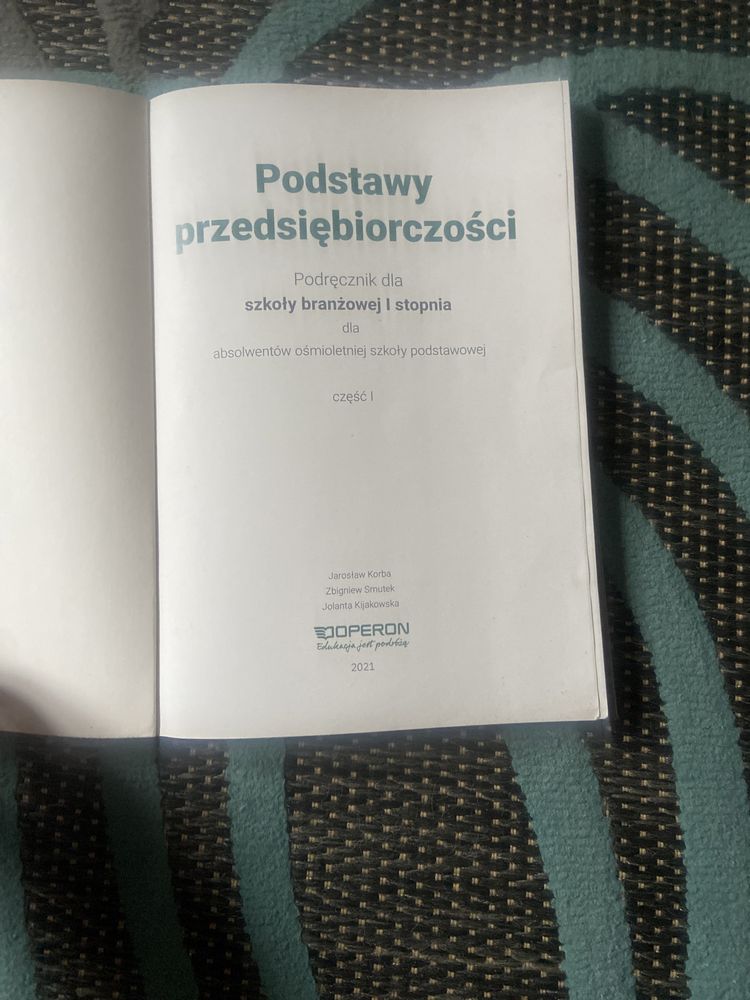 Podstawy
przedsiębiorczości
Podręcznik dla
szkoły branżowej I stopnia
dla
absolwentów ośmioletniej szkoły podstawowej
część I
Jarosław Korba
Zbigniew Smutek
Jolanta Kijakowska
OPERON
Edukacja jest podróżą
2021